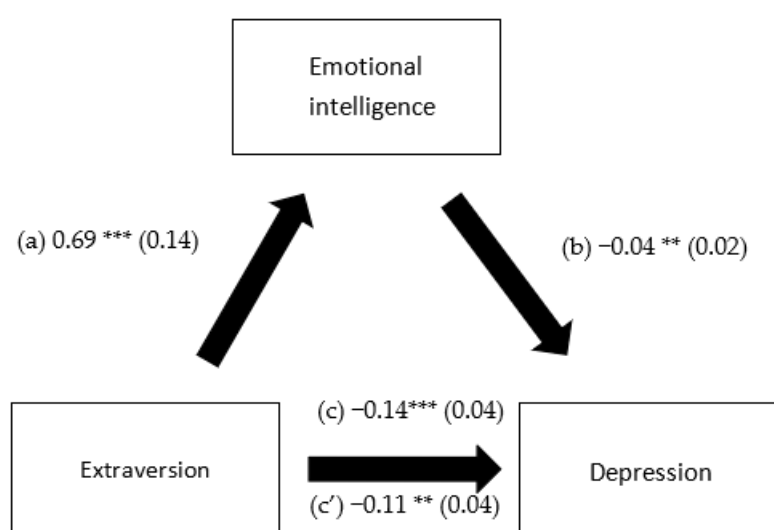 Emotional
intelligence
(a) 0.69 *** (0.14)
(b) −0.04 ** (0.02)
(c) −0.14*** (0.04)
Extraversion
Depression
(c′) −0.11 ** (0.04)